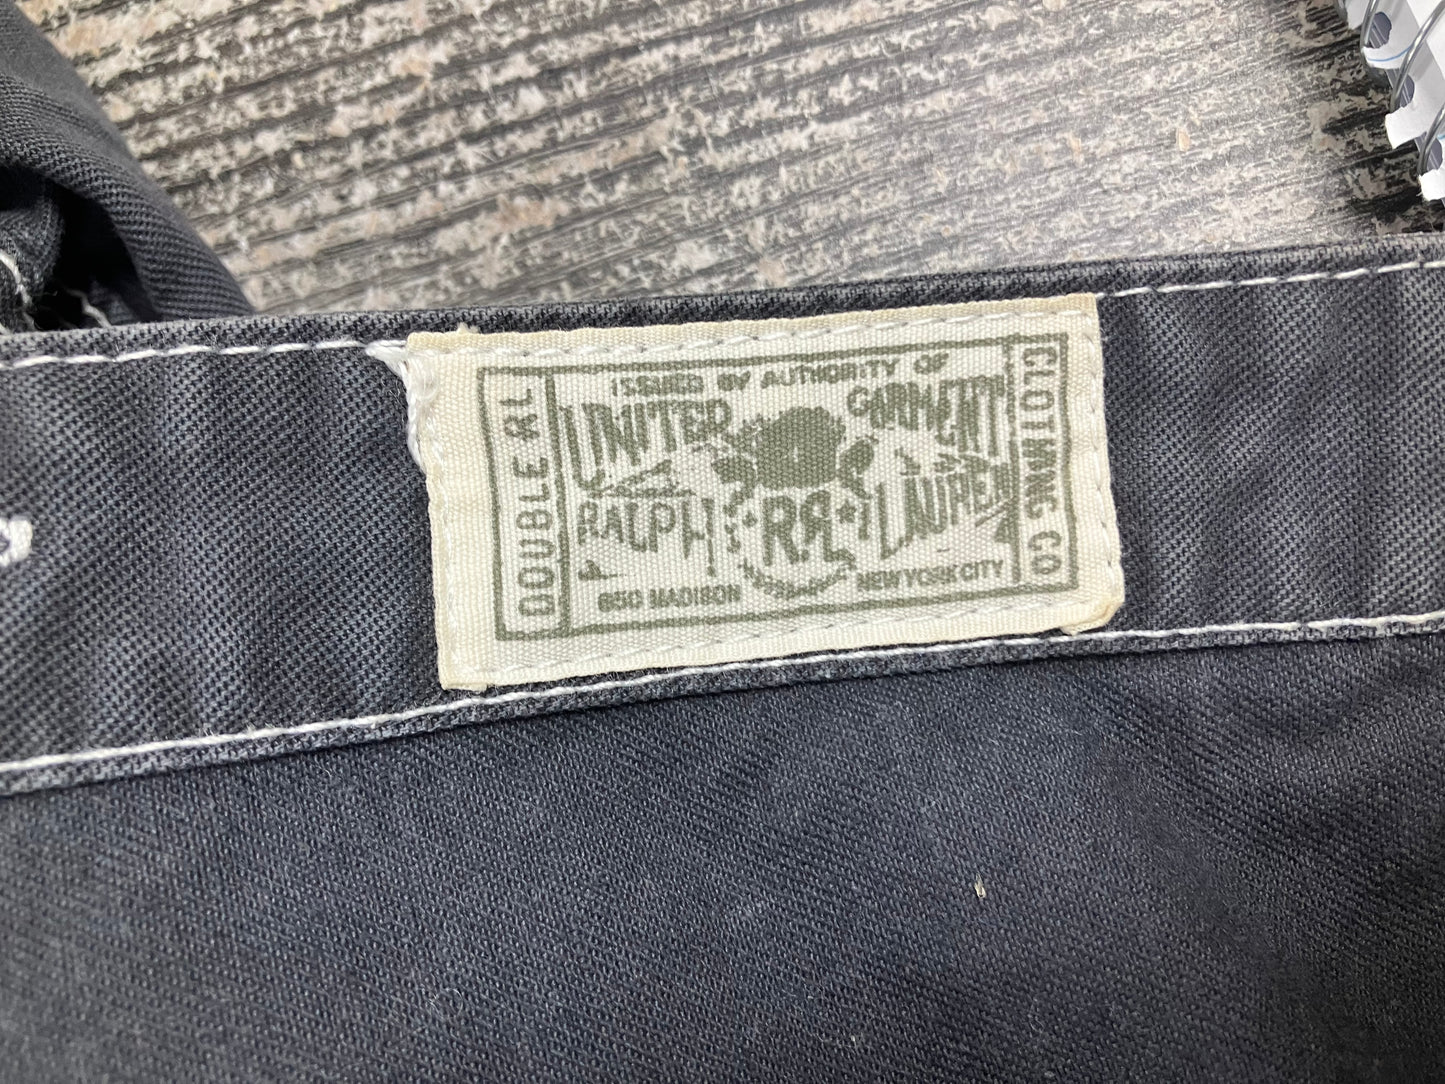 DOUBLE RL
ISSUED BY AUTHORITY OF
UNITED GARMENT
RALPH RRL LAUREN
650 MADISON NEW YORK CITY
CLOTHING CO